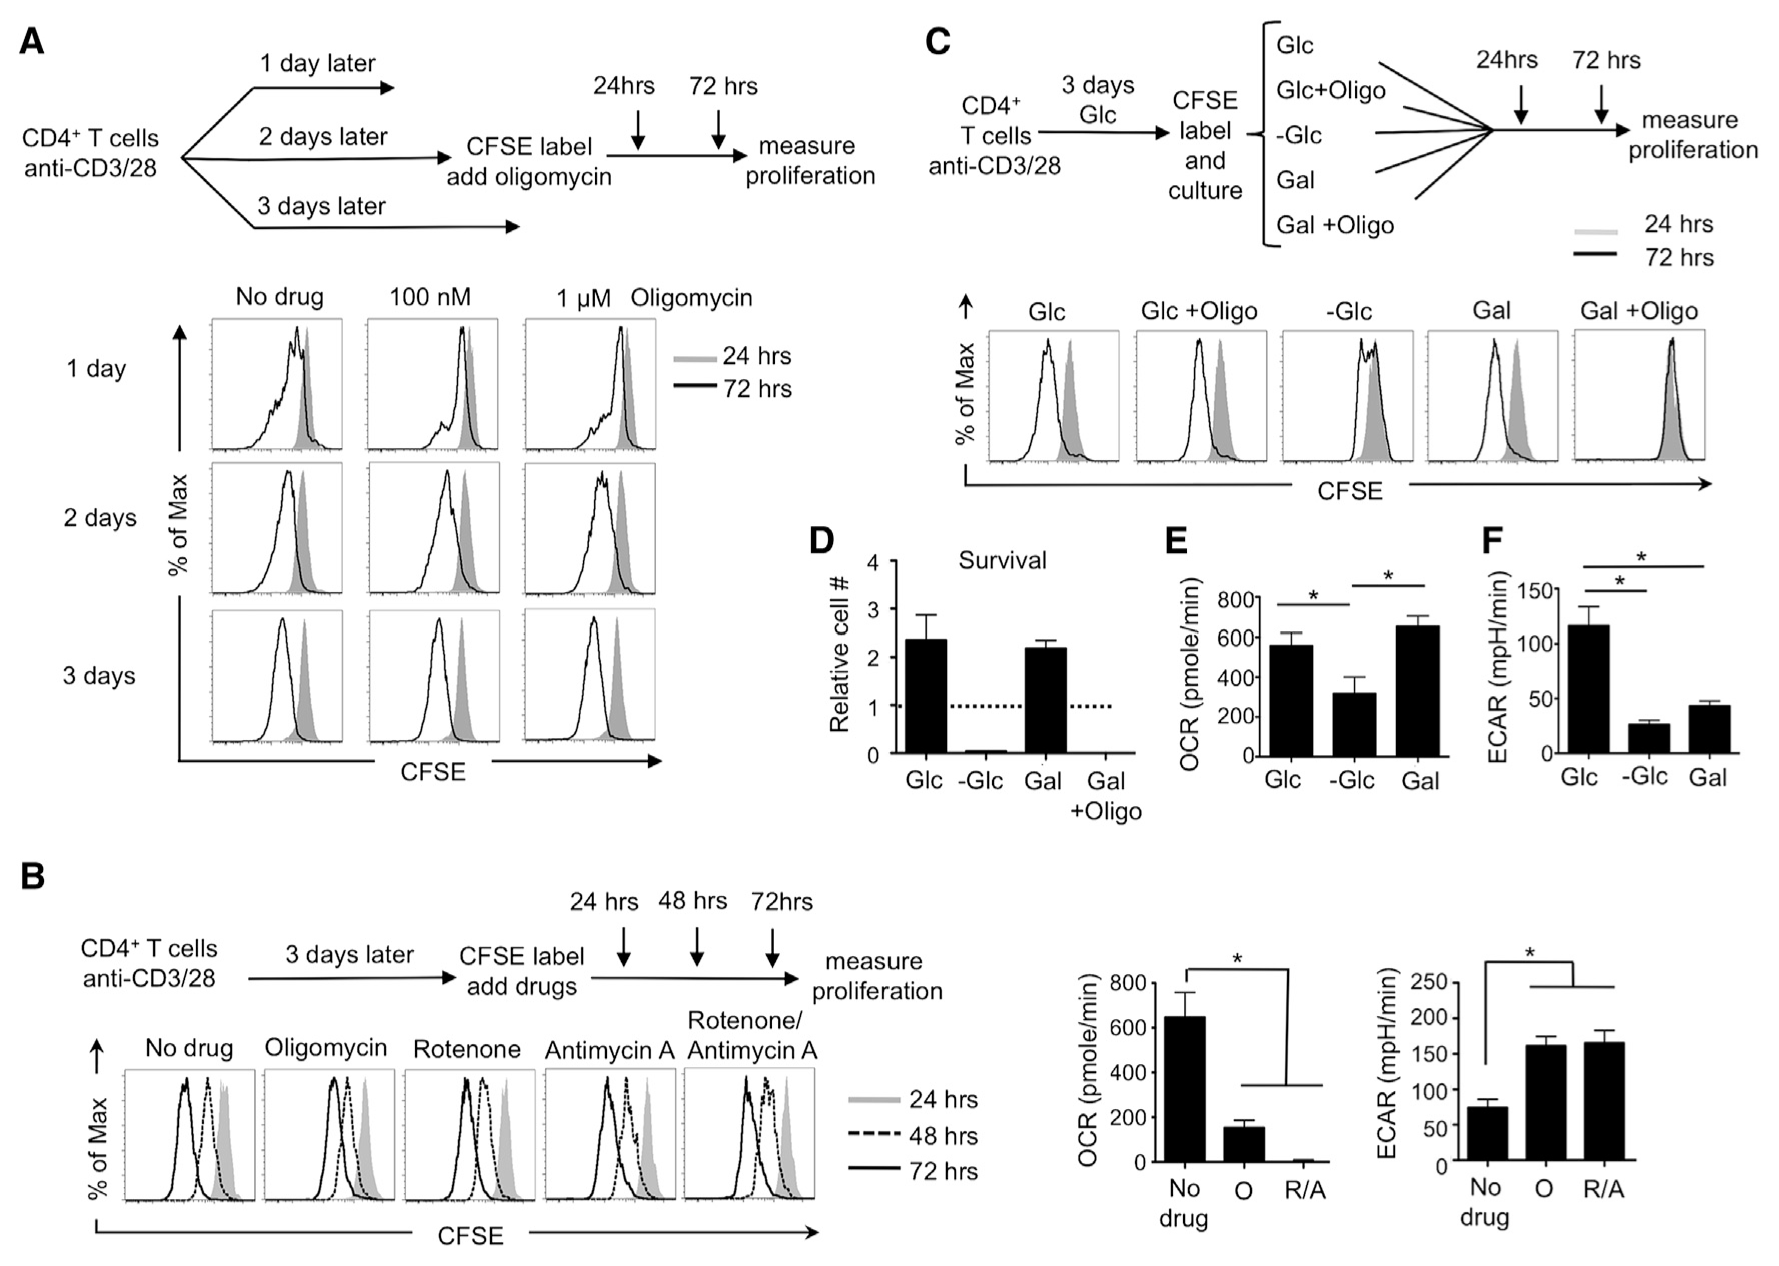 A
1 day later
24hrs 72 hrs
CD4+ T cells
anti-CD3/28
2 days later
CFSE label
add oligomycin
measure
proliferation
3 days later
No drug 100 nM 1 µM Oligomycin
1 day
24 hrs
72 hrs
2 days
3 days
% of Max
CFSE
B
24 hrs 48 hrs 72hrs
CD4+ T cells
anti-CD3/28
3 days later
CFSE label
add drugs
measure
proliferation
No drug Oligomycin Rotenone Antimycin A
Rotenone/
Antimycin A
% of Max
24 hrs
48 hrs
72 hrs
CFSE
800
600
400
200
0
OCR (pmole/min)
*
No
drug
O
R/A
250
200
150
100
50
0
ECAR (mpH/min)
*
No
drug
O
R/A
C
CD4+
T cells
anti-CD3/28
3 days
Glc
CFSE
label
and
culture
Glc
Glc+Oligo
-Glc
Gal
Gal +Oligo
24hrs 72 hrs
measure
proliferation
24 hrs
72 hrs
Glc Glc +Oligo -Glc Gal Gal +Oligo
% of Max
CFSE
D
Survival
4
3
2
1
0
Relative cell #
Glc -Glc Gal Gal
+Oligo
E
800
600
400
200
0
OCR (pmole/min)
* *
Glc -Glc Gal
F
150
100
50
0
ECAR (mpH/min)
*
*
Glc -Glc Gal